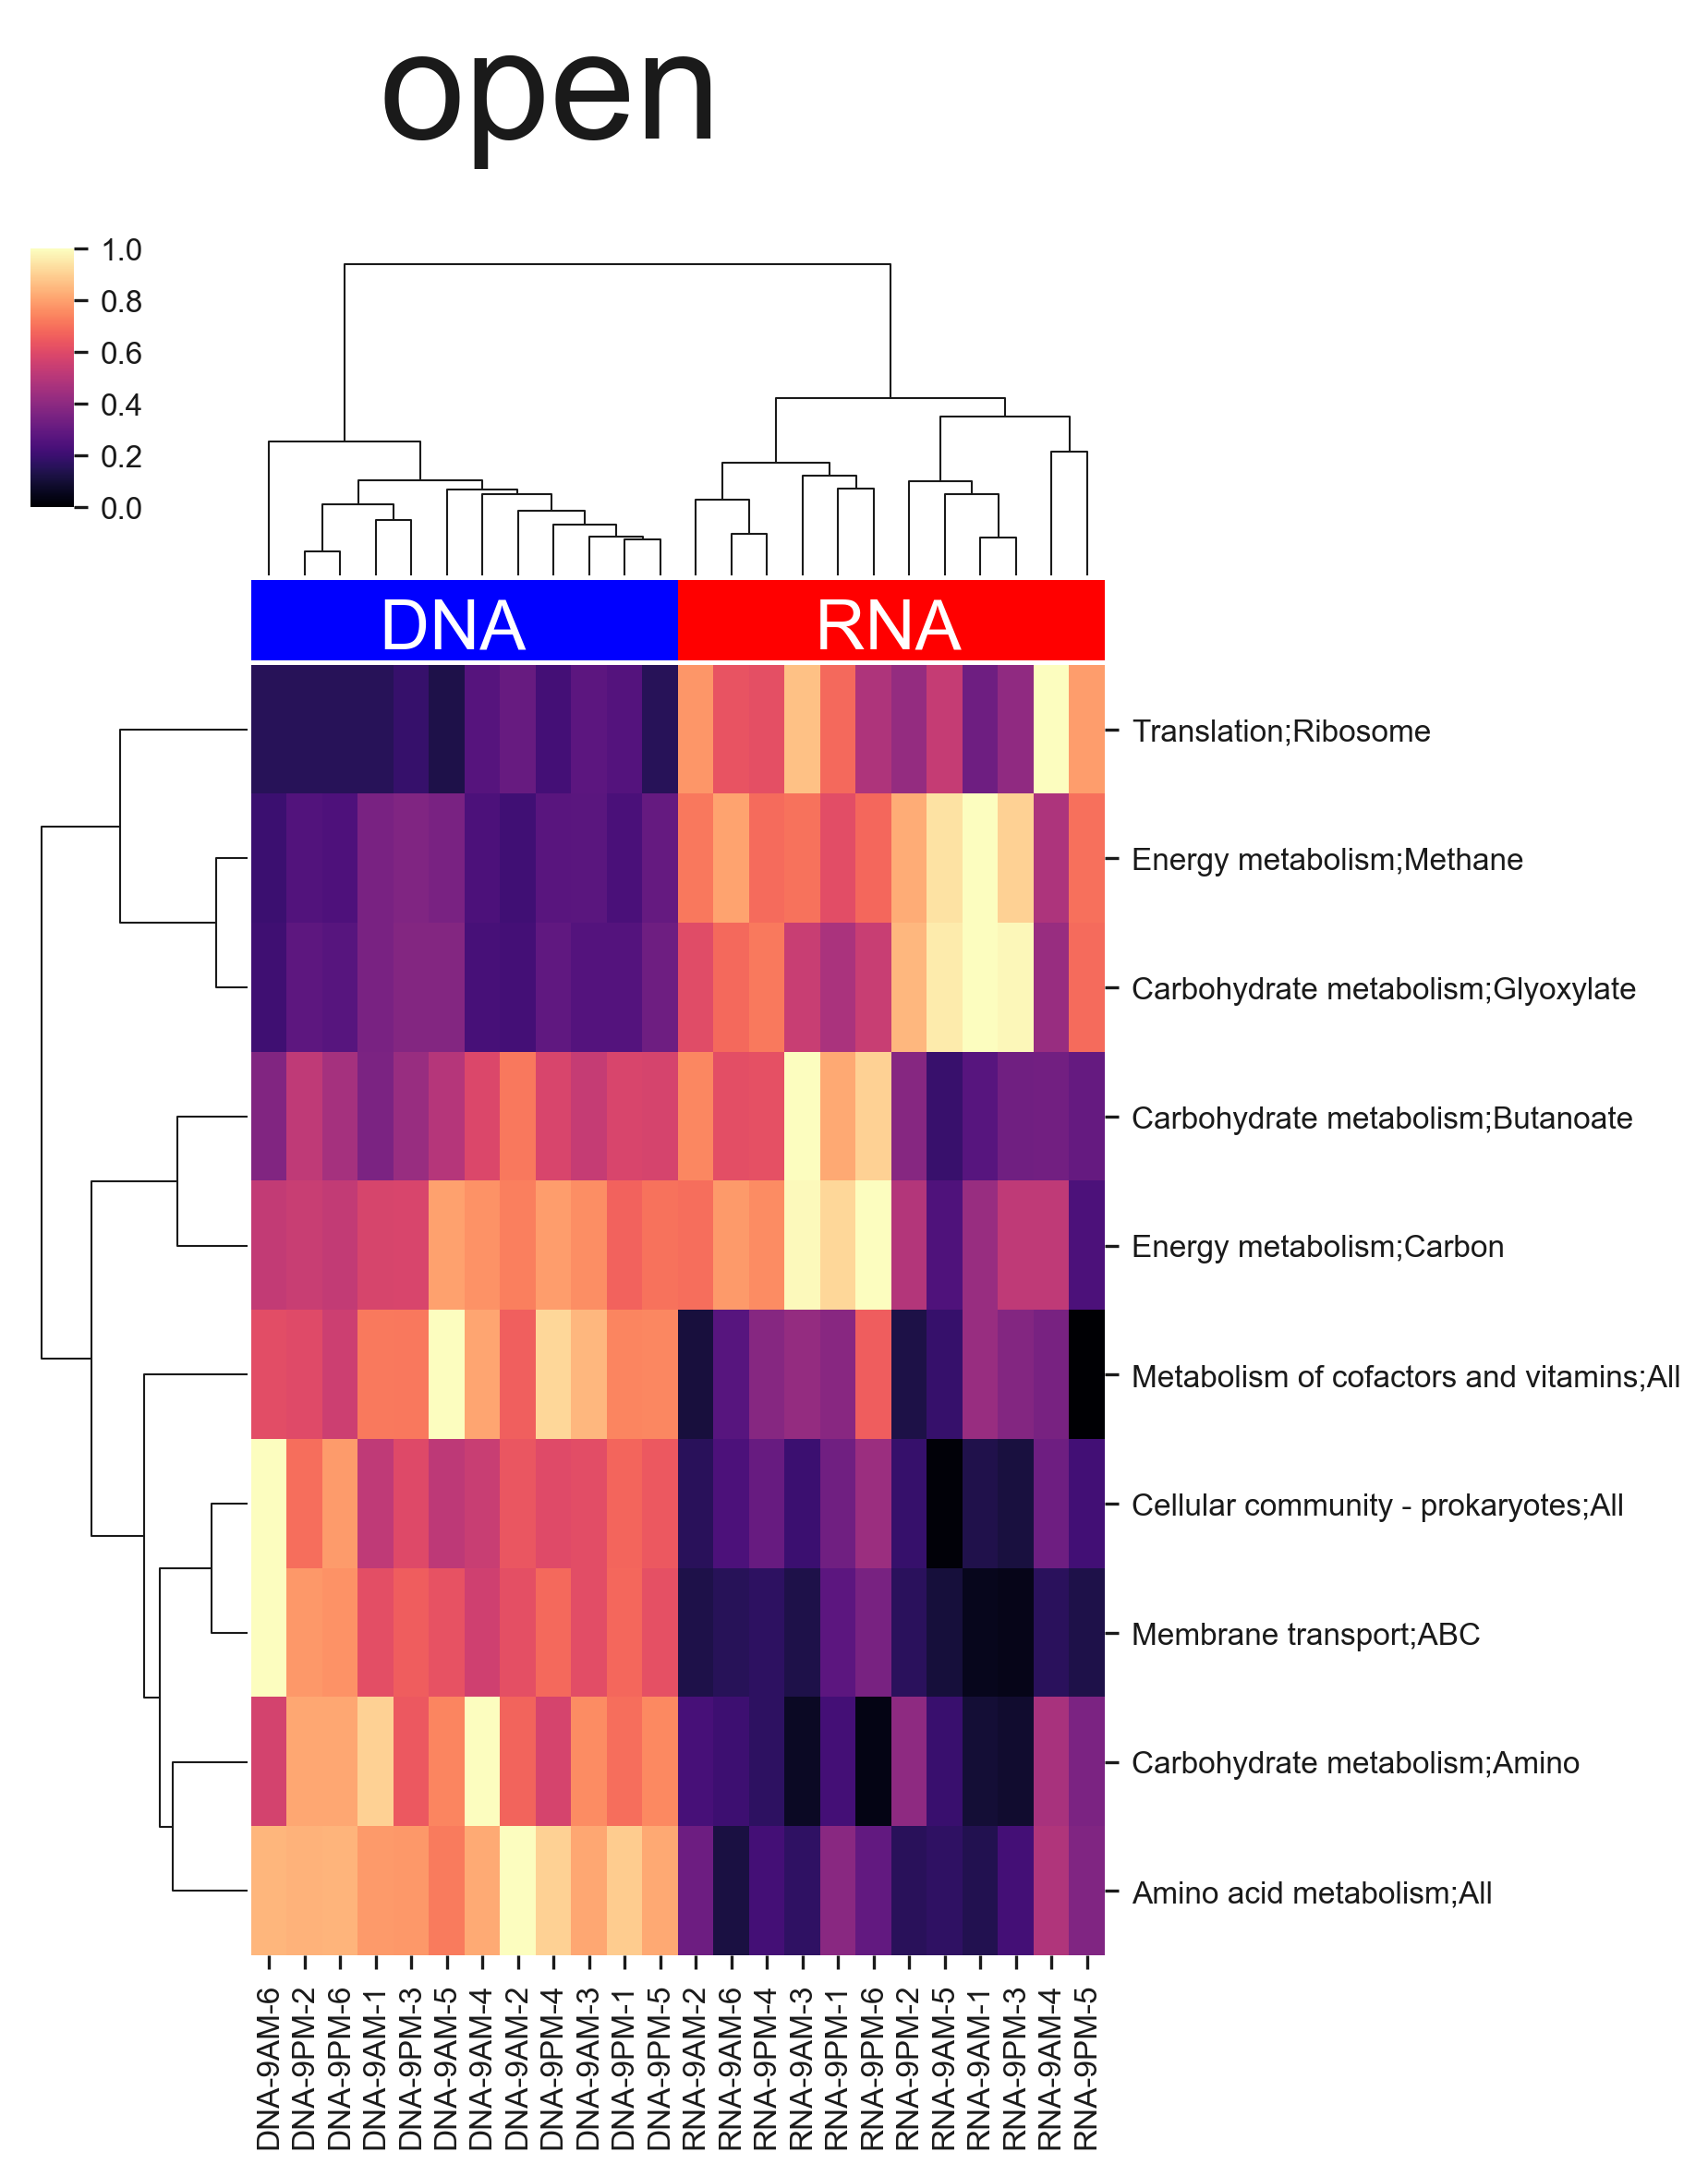 open
1.0
0.8
0.6
0.4
0.2
0.0
DNA RNA
Translation;Ribosome
Energy metabolism;Methane
Carbohydrate metabolism;Glyoxylate
Carbohydrate metabolism;Butanoate
Energy metabolism;Carbon
Metabolism of cofactors and vitamins;All
Cellular community - prokaryotes;All
Membrane transport;ABC
Carbohydrate metabolism;Amino
Amino acid metabolism;All
DNA-9AM-6
DNA-9PM-2
DNA-9PM-6
DNA-9AM-1
DNA-9PM-3
DNA-9AM-5
DNA-9AM-4
DNA-9AM-2
DNA-9PM-4
DNA-9AM-3
DNA-9PM-1
DNA-9PM-5
RNA-9AM-2
RNA-9AM-6
RNA-9PM-4
RNA-9AM-3
RNA-9PM-1
RNA-9PM-6
RNA-9PM-2
RNA-9AM-5
RNA-9AM-1
RNA-9PM-3
RNA-9AM-4
RNA-9PM-5